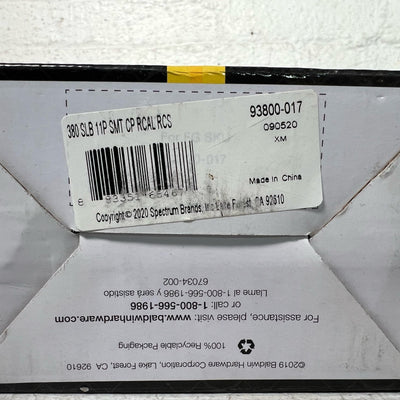 380 SLB 11P SMT CP RCAL RCS
93800-017
090520
XM
For FG SKU
Made in China
Copyright© 2020 Spectrum Brands, Inc Lake Forest, CA 92610
©2019 Baldwin Hardware Corporation, Lake Forest, CA 92610
100% Recyclable Packaging
For assistance, please visit: www.baldwinhardware.com
or call: 1-800-566-1986
Llame al 1-800-566-1986 y será asistido
67034-002